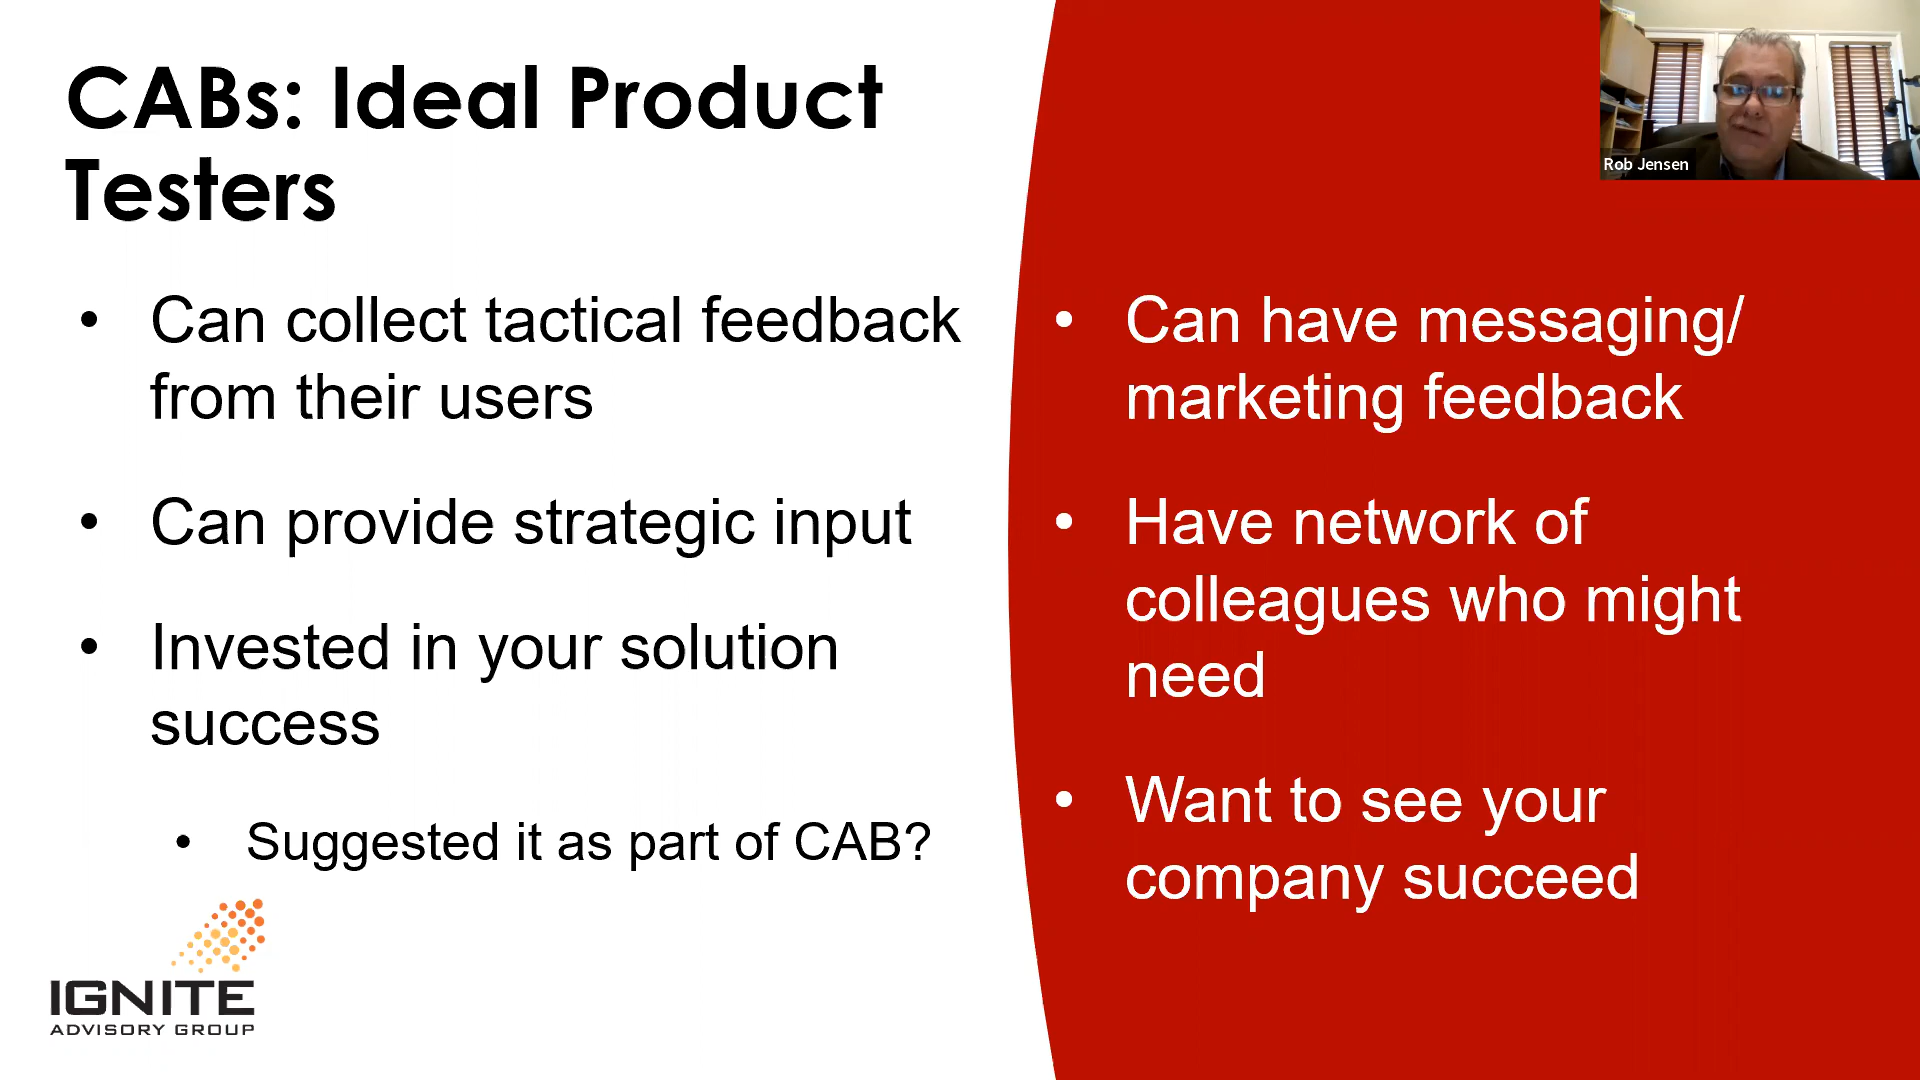 CABs: Ideal Product
Testers
• Can collect tactical feedback
from their users
• Can provide strategic input
• Invested in your solution
success
• Suggested it as part of CAB?
• Can have messaging/
marketing feedback
• Have network of
colleagues who might
need
• Want to see your
company succeed
Rob Jensen
IGNITE
ADVISORY GROUP